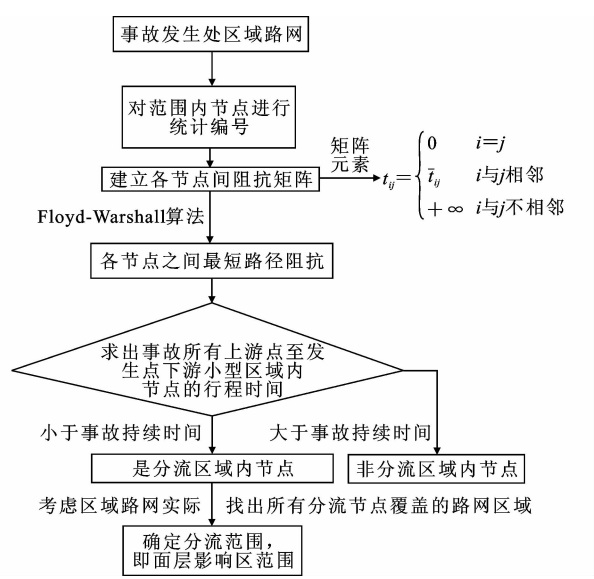 事故发生处区域路网
对范围内节点进行
统计编号
矩阵
元素
建立各节点间阻抗矩阵
t_ij=
0 i=j
t̄_ij i与j相邻
+∞ i与j不相邻
Floyd-Warshall算法
各节点之间最短路径阻抗
求出事故所有上游点至发
生点下游小型区域内
节点的行程时间
小于事故持续时间 大于事故持续时间
是分流区域内节点 非分流区域内节点
考虑区域路网实际 找出所有分流节点覆盖的路网区域
确定分流范围，
即面层影响区范围